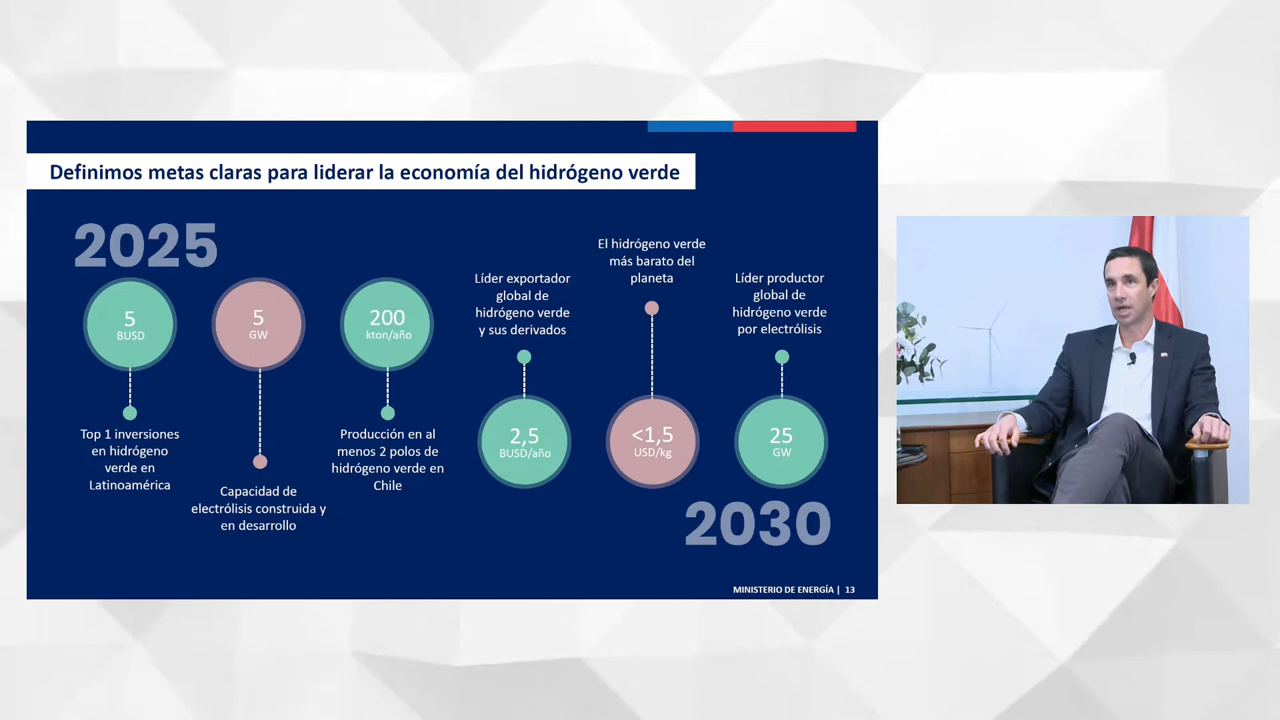 Definimos metas claras para liderar la economía del hidrógeno verde
2025
5
BUSD
Top 1 inversiones
en hidrógeno
verde en
Latinoamérica
5
GW
Capacidad de
electrólisis construida y
en desarrollo
200
kton/año
Producción en al
menos 2 polos de
hidrógeno verde en
Chile
Líder exportador
global de
hidrógeno verde
y sus derivados
2,5
BUSD/año
El hidrógeno verde
más barato del
planeta
<1,5
USD/kg
Líder productor
global de
hidrógeno verde
por electrólisis
25
GW
2030
MINISTERIO DE ENERGÍA | 13